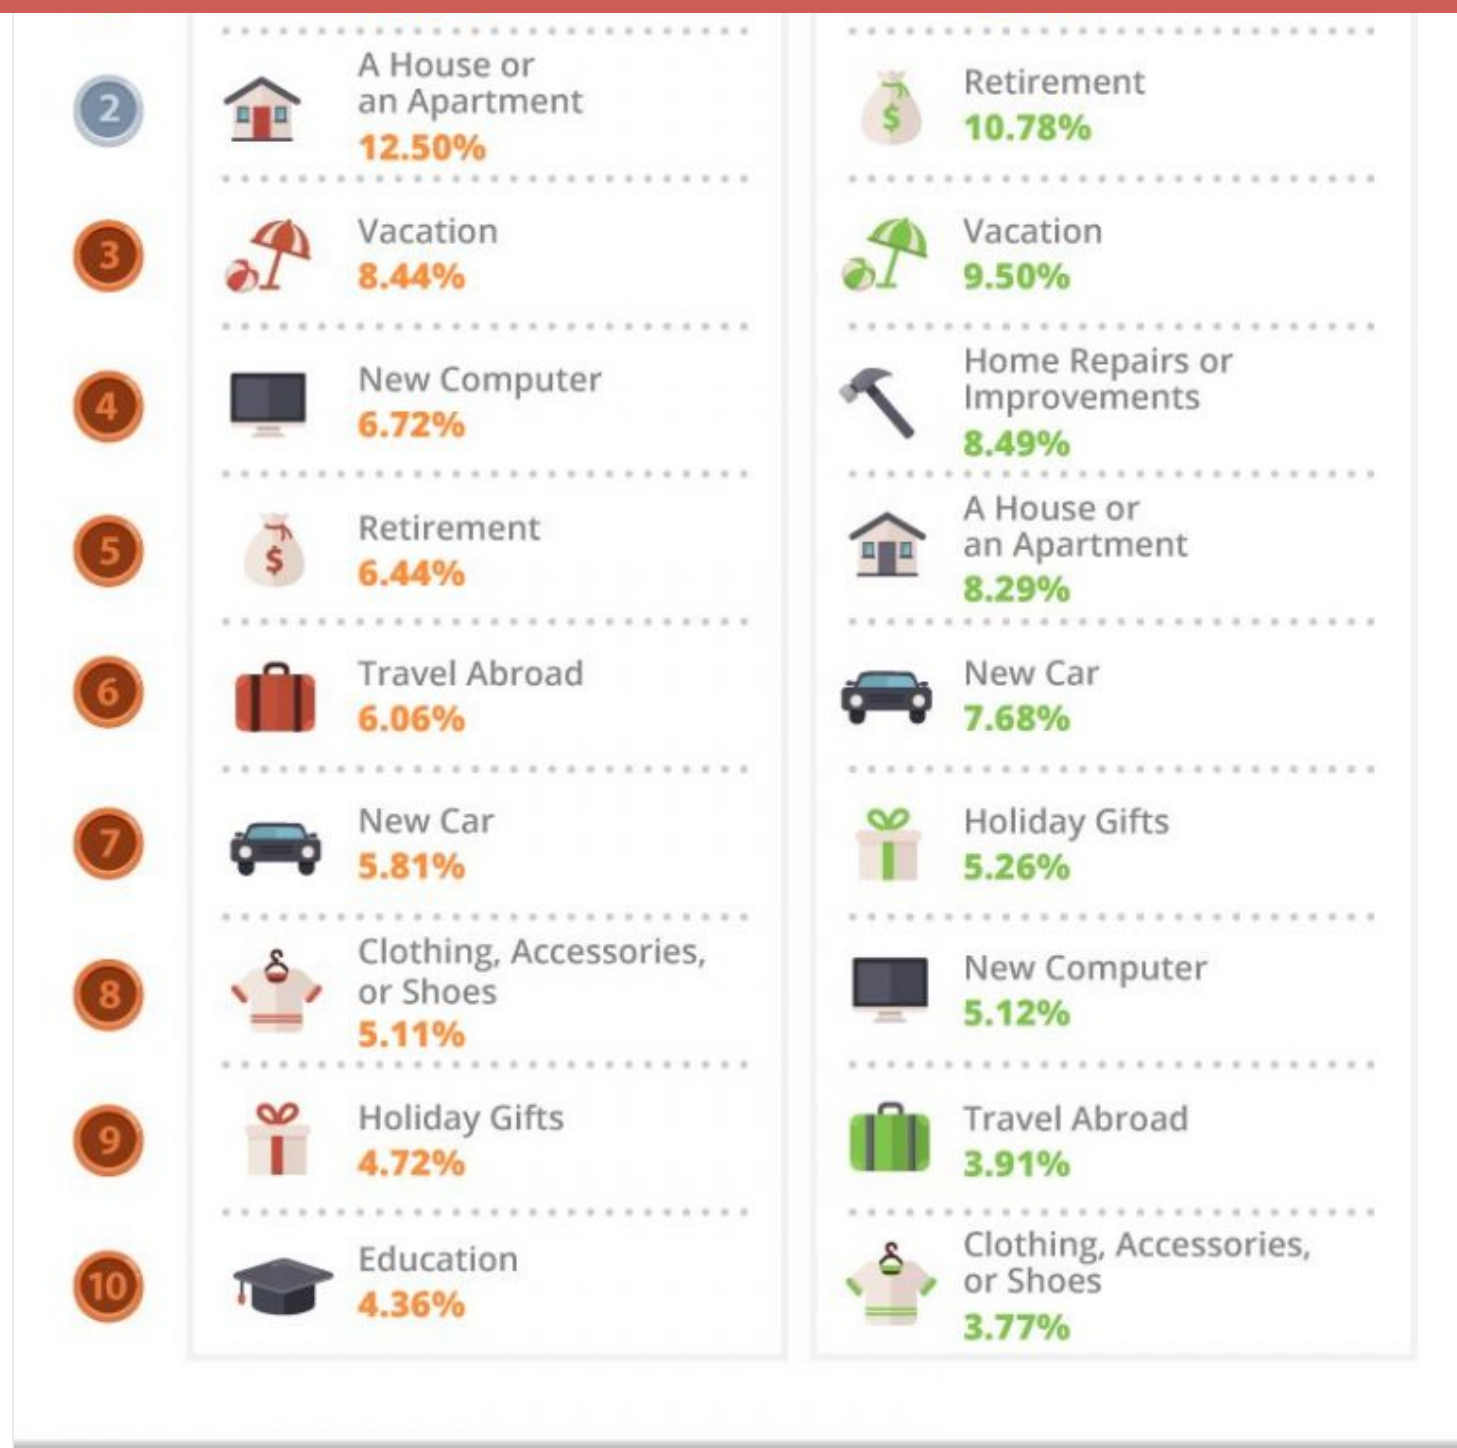 2
A House or
an Apartment
12.50%
Retirement
10.78%
3
Vacation
8.44%
Vacation
9.50%
4
New Computer
6.72%
Home Repairs or
Improvements
8.49%
5
Retirement
6.44%
A House or
an Apartment
8.29%
6
Travel Abroad
6.06%
New Car
7.68%
7
New Car
5.81%
Holiday Gifts
5.26%
8
Clothing, Accessories,
or Shoes
5.11%
New Computer
5.12%
9
Holiday Gifts
4.72%
Travel Abroad
3.91%
10
Education
4.36%
Clothing, Accessories,
or Shoes
3.77%
$
$